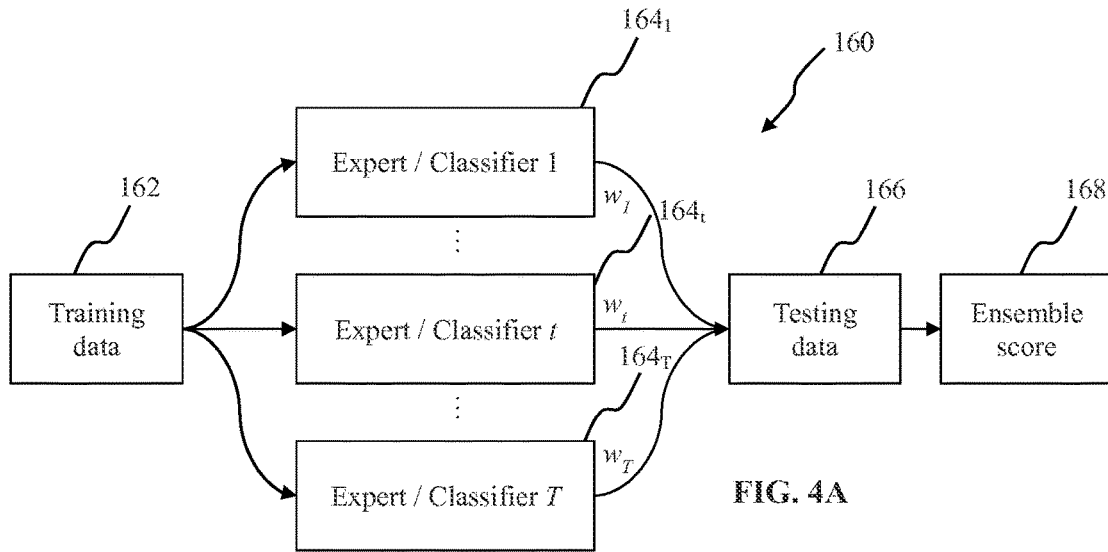 164₁
160
Expert / Classifier 1
162
w₁
164ₜ
166
168
⋮
Training
data
Expert / Classifier t
wₜ
Testing
data
Ensemble
score
164_T
⋮
Expert / Classifier T
w_T
FIG. 4A